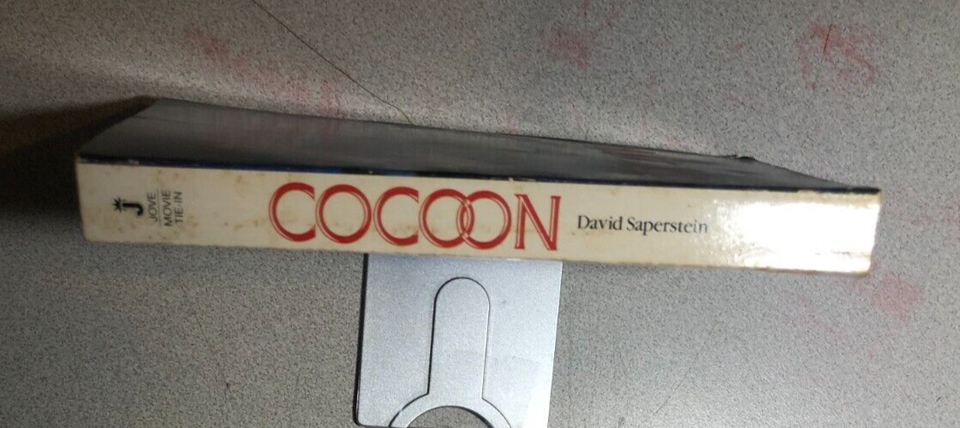 J
JOVE
MOVIE
TIE-IN
COCOON
David Saperstein